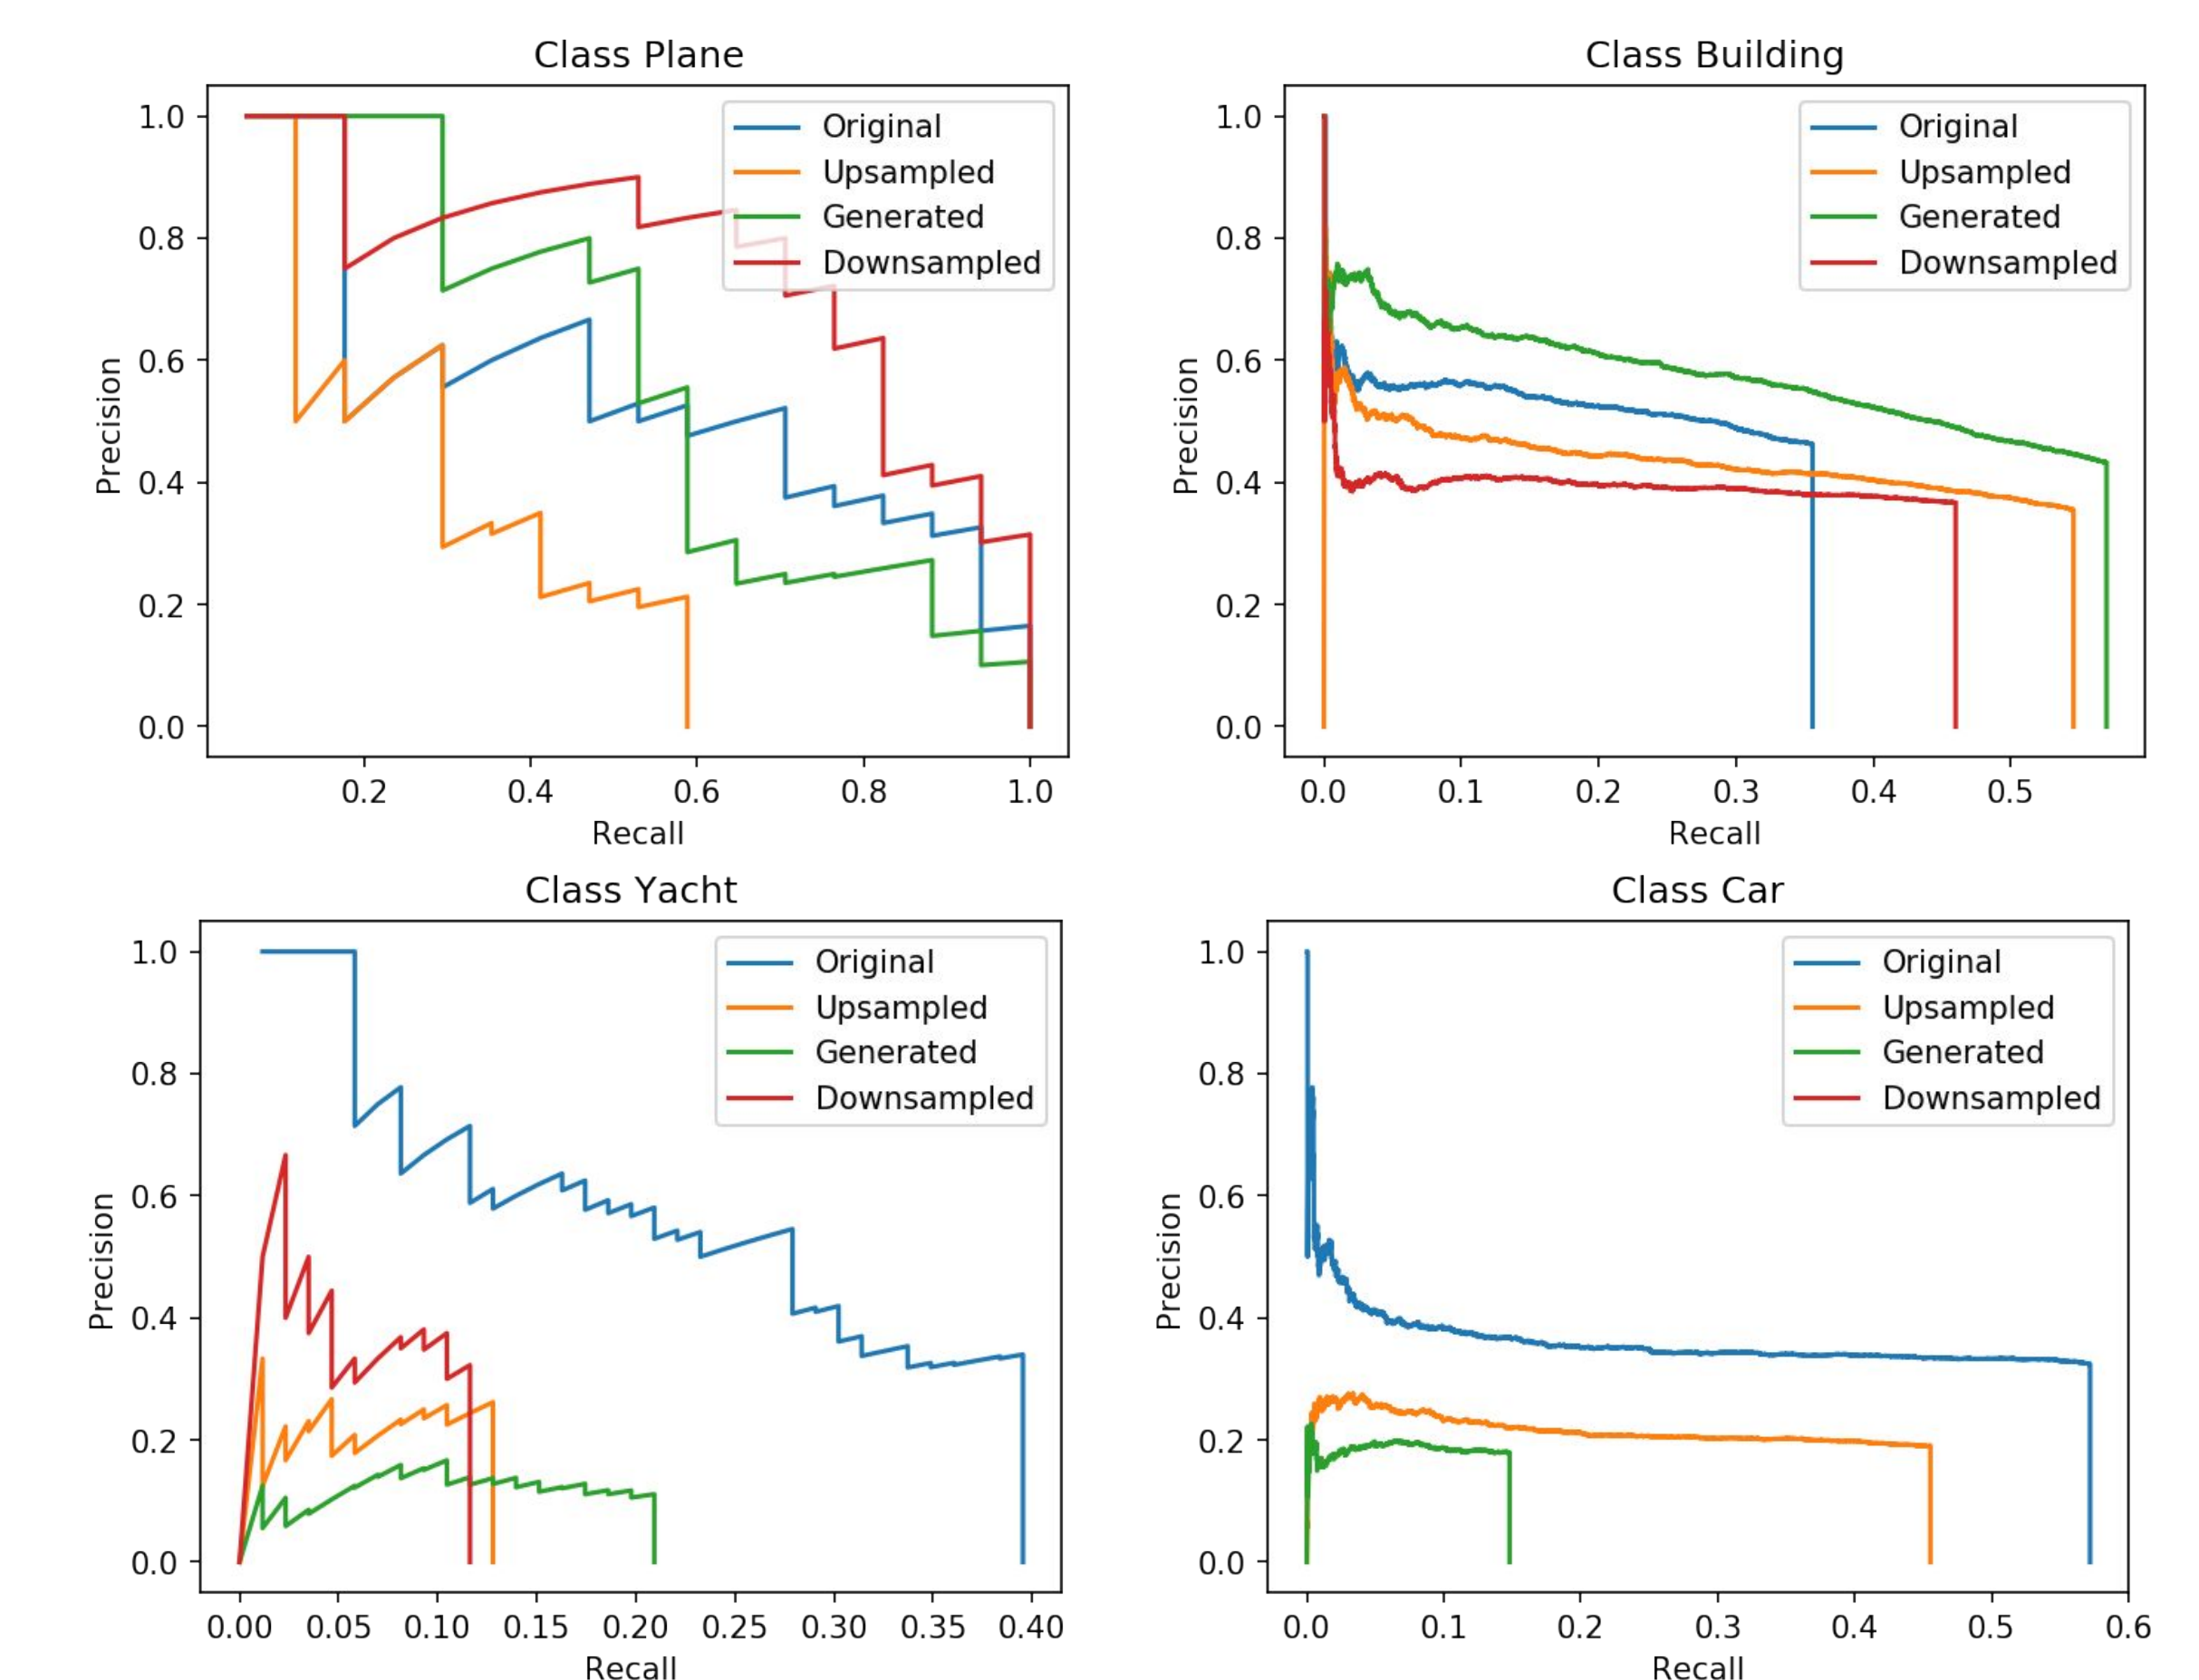 Class Plane
1.0
0.8
0.6
0.4
0.2
0.0
Precision
Original
Upsampled
Generated
Downsampled
0.2 0.4 0.6 0.8 1.0
Recall
Class Building
1.0
0.8
0.6
0.4
0.2
0.0
Precision
Original
Upsampled
Generated
Downsampled
0.0 0.1 0.2 0.3 0.4 0.5
Recall
Class Yacht
1.0
0.8
0.6
0.4
0.2
0.0
Precision
Original
Upsampled
Generated
Downsampled
0.00 0.05 0.10 0.15 0.20 0.25 0.30 0.35 0.40
Recall
Class Car
1.0
0.8
0.6
0.4
0.2
0.0
Precision
Original
Upsampled
Generated
Downsampled
0.0 0.1 0.2 0.3 0.4 0.5 0.6
Recall